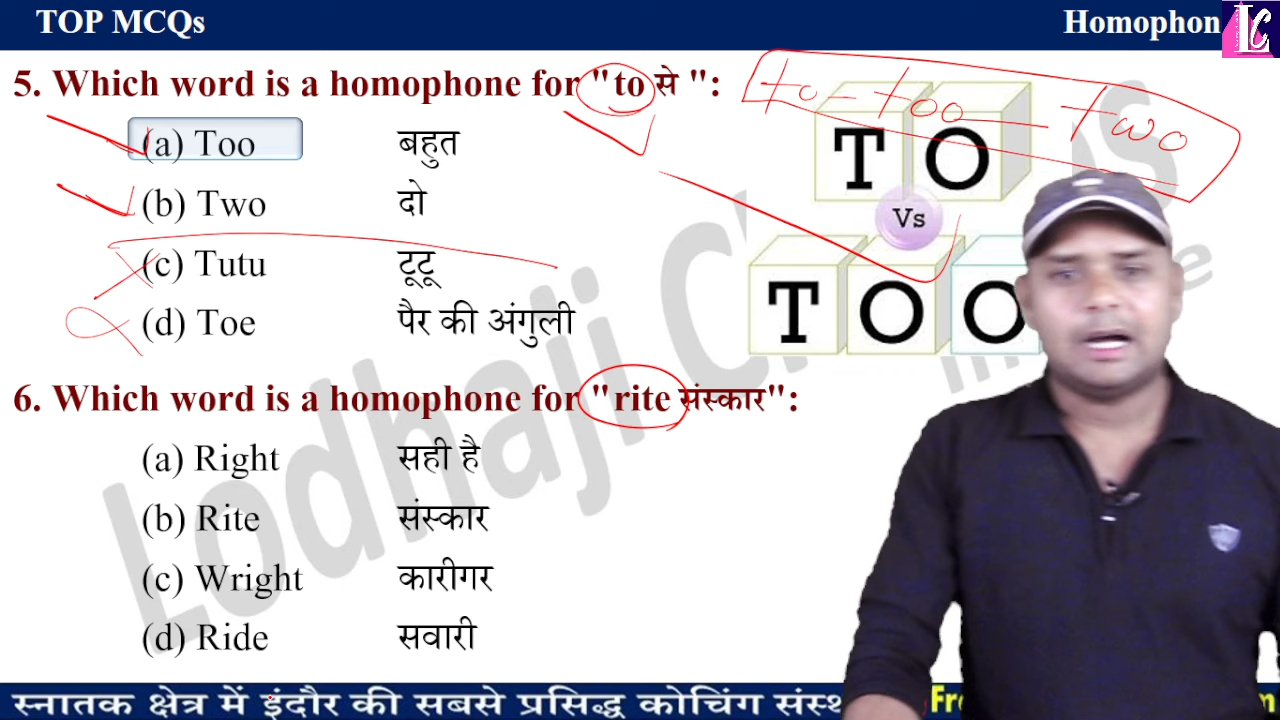 TOP MCQs
Homophon
LC
5. Which word is a homophone for "to से ":
to - too - two
(a) Too बहुत
(b) Two दो
(c) Tutu टूटू
(d) Toe पैर की अंगुली
TO
Vs
TOO
6. Which word is a homophone for "rite संस्कार":
(a) Right सही है
(b) Rite संस्कार
(c) Wright कारीगर
(d) Ride सवारी
Lodhaji
स्नातक क्षेत्र में इंदौर की सबसे प्रसिद्ध कोचिंग